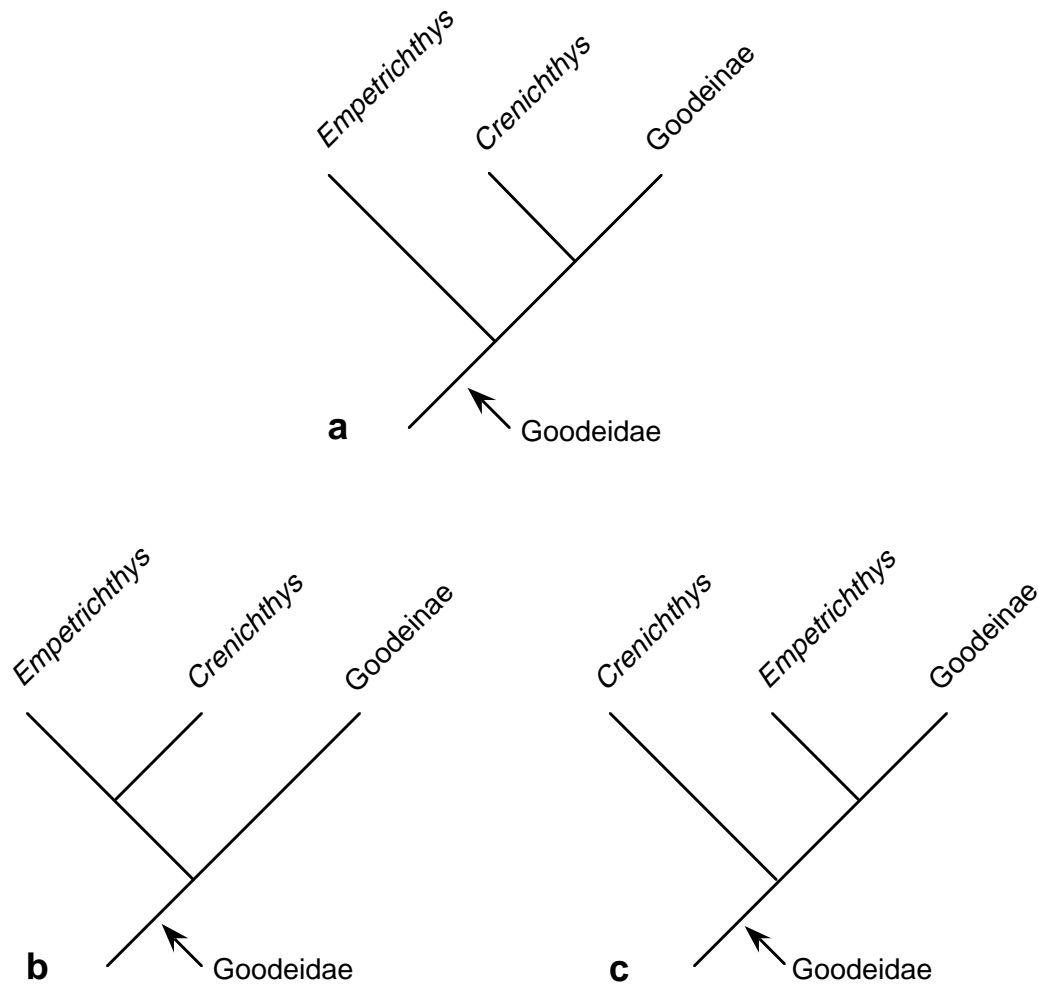 Empetrichthys
Crenichthys
Goodeinae
a
Goodeidae
Empetrichthys
Crenichthys
Goodeinae
b
Goodeidae
Crenichthys
Empetrichthys
Goodeinae
c
Goodeidae